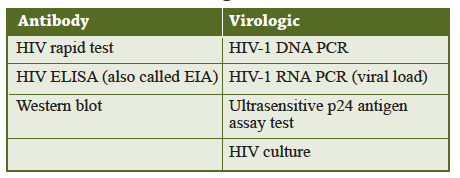 Antibody Virologic
HIV rapid test HIV-1 DNA PCR
HIV ELISA (also called EIA) HIV-1 RNA PCR (viral load)
Western blot Ultrasensitive p24 antigen
assay test
HIV culture